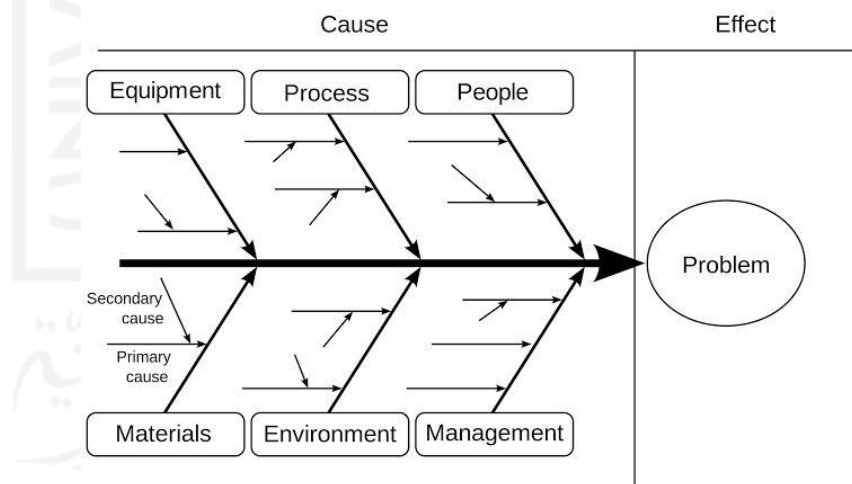 Cause
Effect
Equipment
Process
People
Problem
Secondary
cause
Primary
cause
Materials
Environment
Management